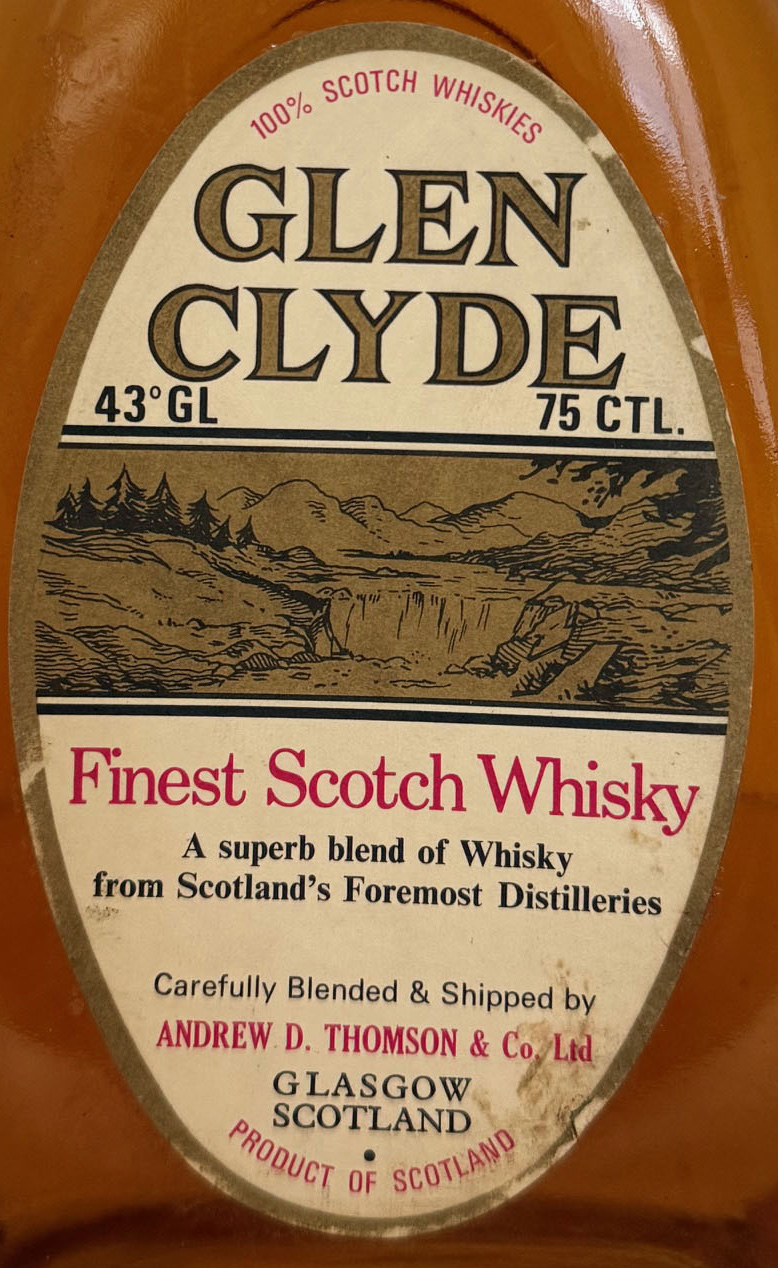 100% SCOTCH WHISKIES
GLEN
CLYDE
43°GL 75 CTL.
Finest Scotch Whisky
A superb blend of Whisky
from Scotland's Foremost Distilleries
Carefully Blended & Shipped by
ANDREW D. THOMSON & Co. Ltd
GLASGOW
SCOTLAND
PRODUCT OF SCOTLAND